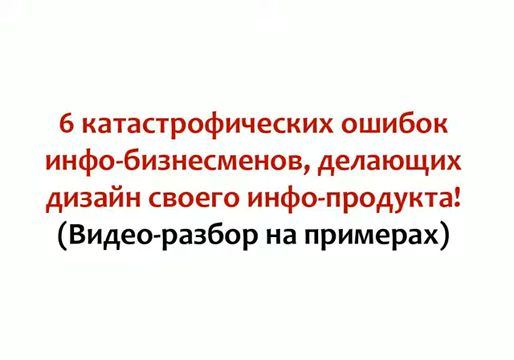 6 катастрофических ошибок
инфо-бизнесменов, делающих
дизайн своего инфо-продукта!
(Видео-разбор на примерах)